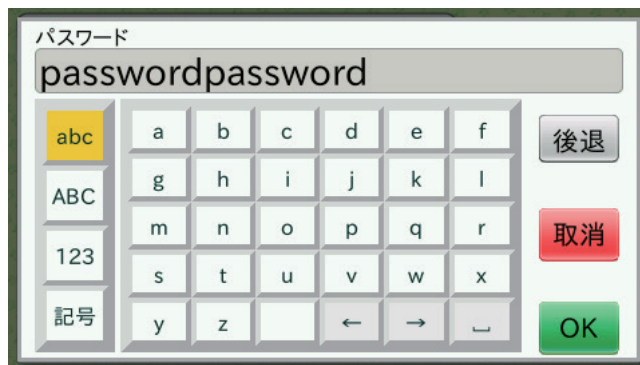 パスワード
passwordpassword
abc a b c d e f 後退
ABC g h i j k l
m n o p q r 取消
123 s t u v w x
記号 y z ← → ⎵ OK